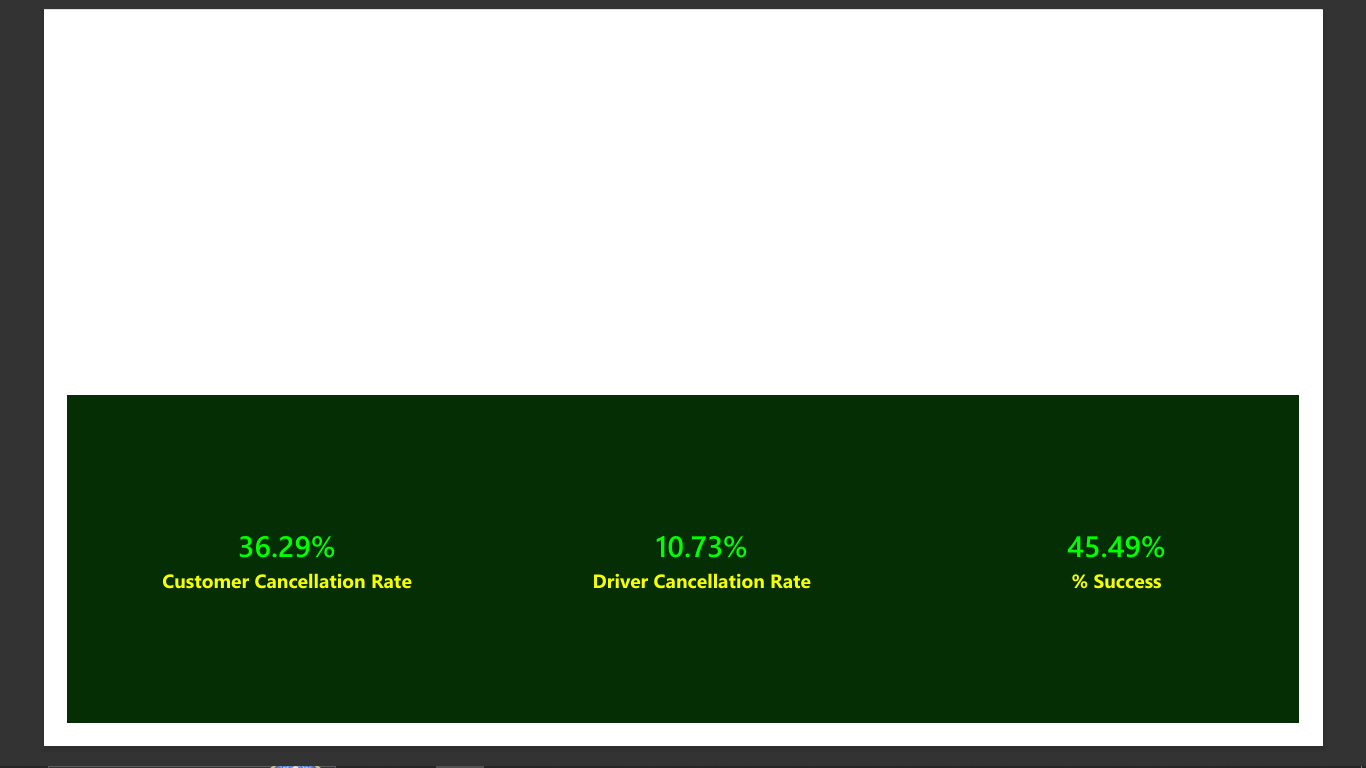 36.29%
Customer Cancellation Rate
10.73%
Driver Cancellation Rate
45.49%
% Success